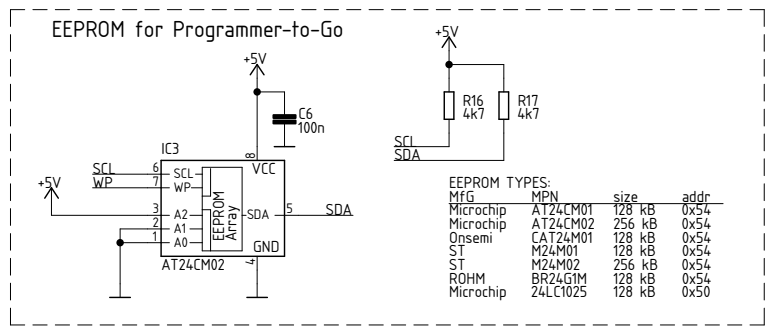 EEPROM for Programmer-to-Go
+5V
+5V
C6
100n
R16
4k7
R17
4k7
SCL
SDA
IC3
8
VCC
SCL 6 SCL
WP 7 WP
+5V
3 A2
2 A1
1 A0
EEPROM
Array
SDA 5 SDA
GND
4
AT24CM02
EEPROM TYPES:
MfG MPN size addr
Microchip AT24CM01 128 kB 0x54
Microchip AT24CM02 256 kB 0x54
Onsemi CAT24M01 128 kB 0x54
ST M24M01 128 kB 0x54
ST M24M02 256 kB 0x54
ROHM BR24G1M 128 kB 0x54
Microchip 24LC1025 128 kB 0x50